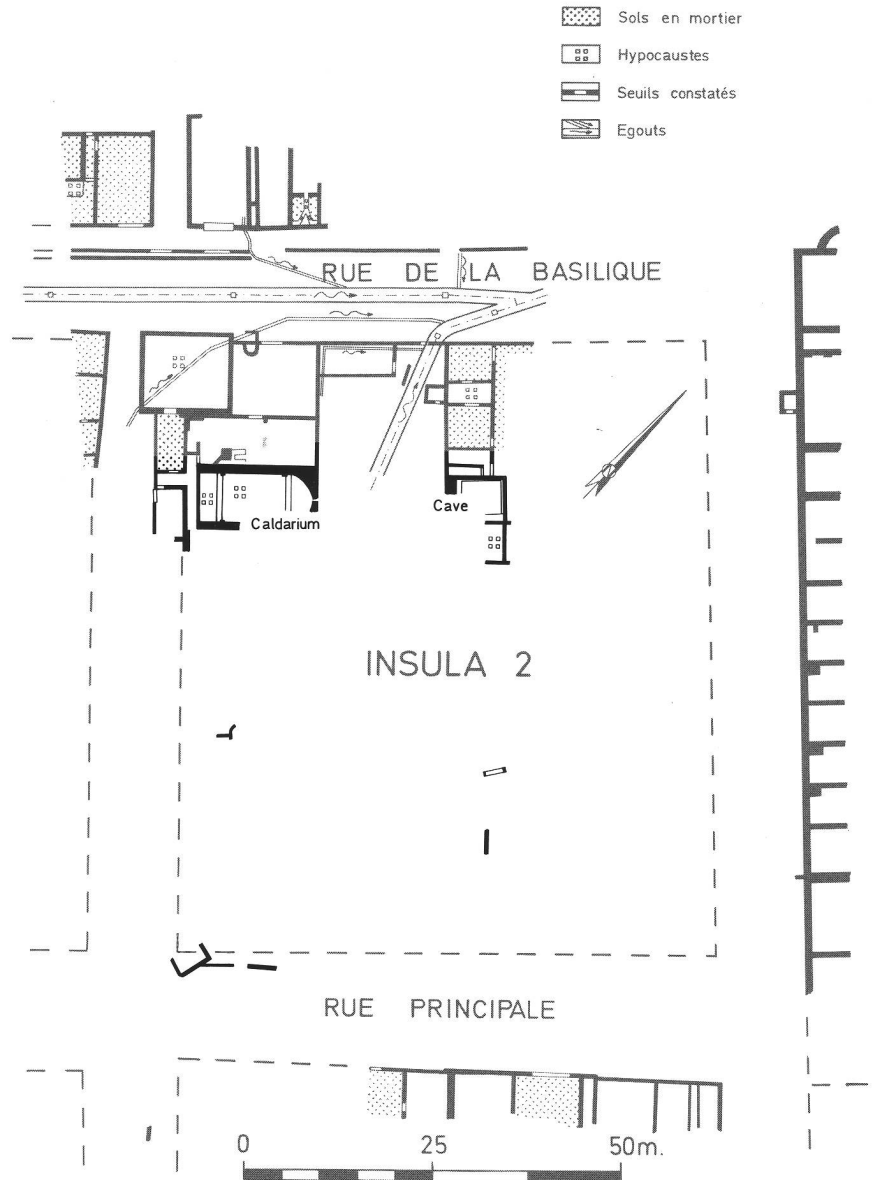 Sols en mortier
Hypocaustes
Seuils constatés
Egouts
RUE DE LA BASILIQUE
Caldarium
Cave
INSULA 2
RUE PRINCIPALE
0 25 50m.